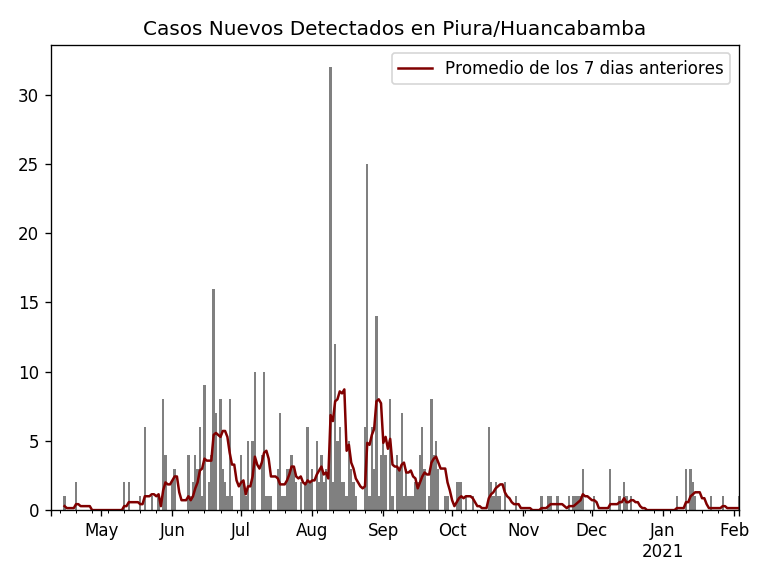 Casos Nuevos Detectados en Piura/Huancabamba
Promedio de los 7 dias anteriores
30
25
20
15
10
5
0
May Jun Jul Aug Sep Oct Nov Dec Jan Feb
2021